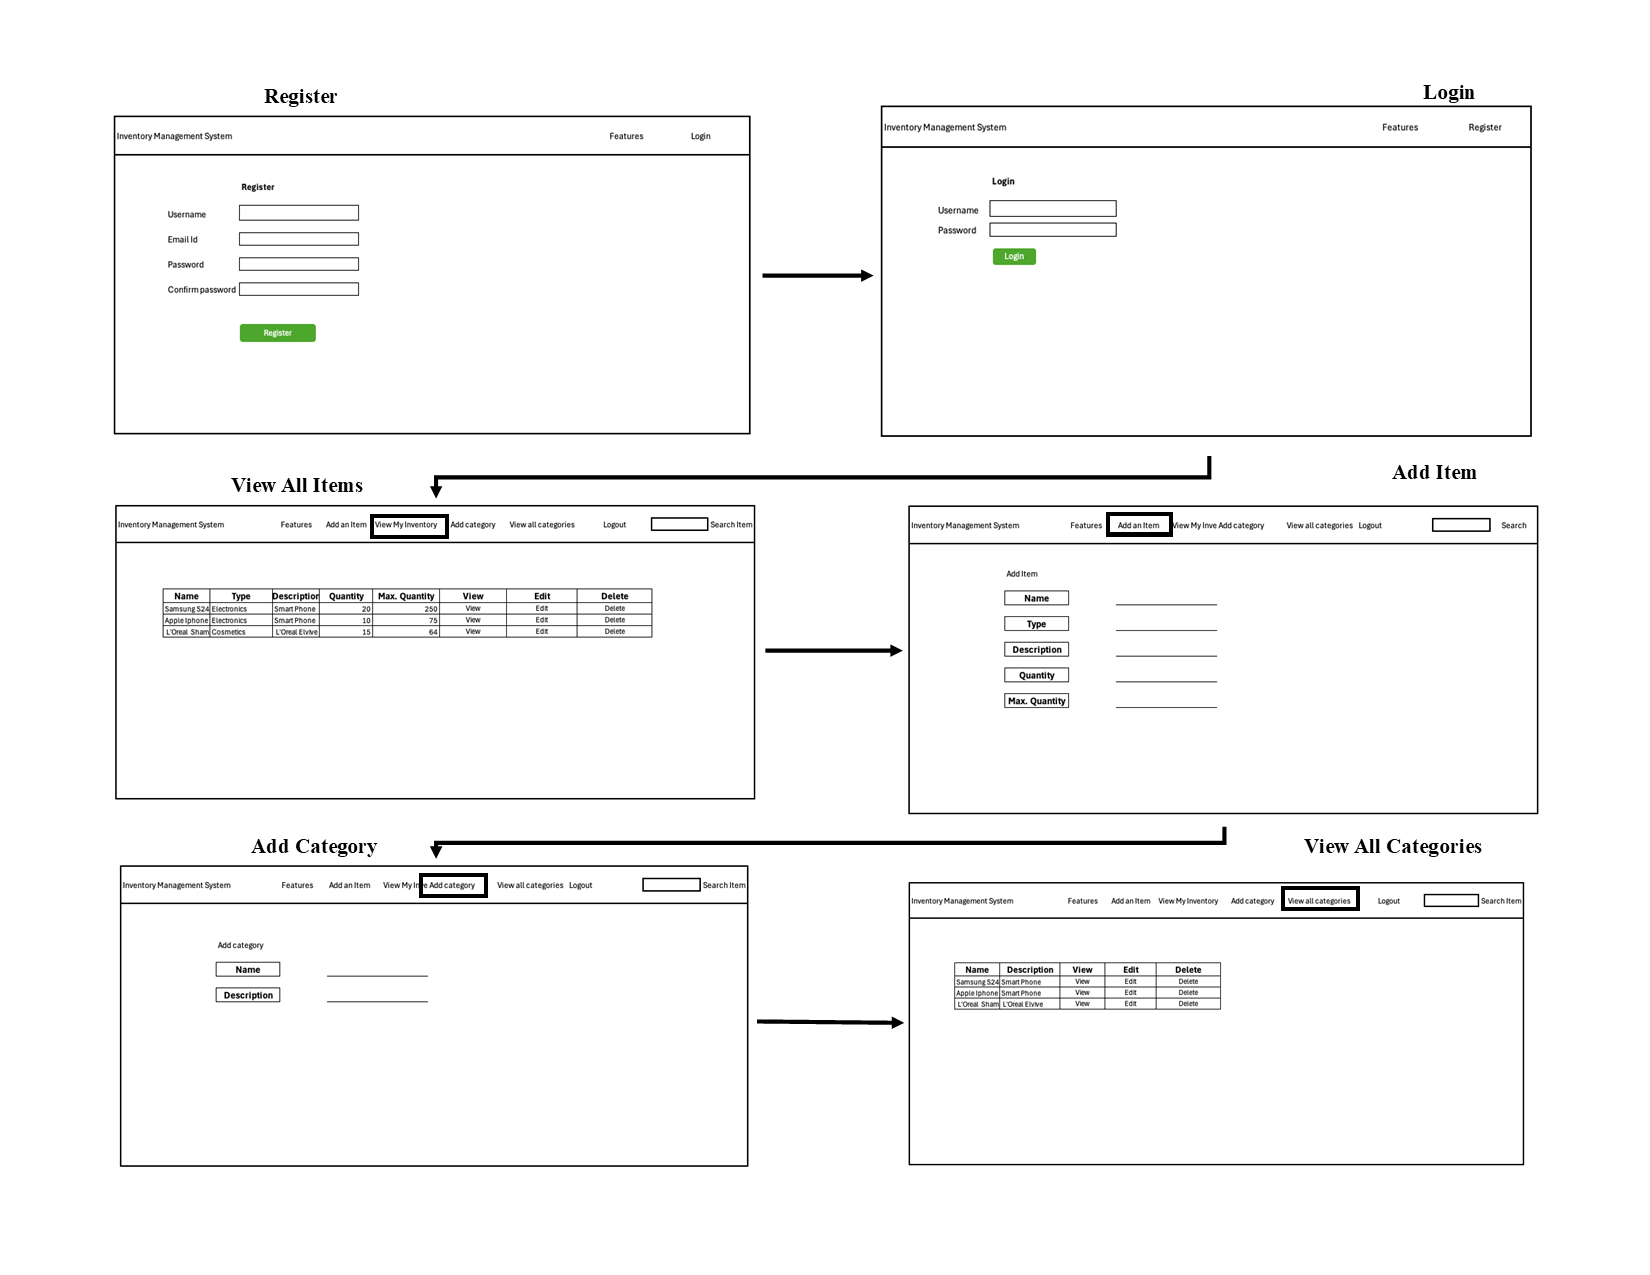 Register
Inventory Management System Features Login
Register
Username
Email Id
Password
Confirm password
Register
Login
Inventory Management System Features Register
Login
Username
Password
Login
View All Items
Inventory Management System Features Add an Item View My Inventory Add category View all categories Logout Search Item
Name Type Description Quantity Max. Quantity View Edit Delete
Samsung S24 Electronics Smart Phone 20 250 View Edit Delete
Apple Iphone Electronics Smart Phone 10 75 View Edit Delete
L'Oreal Sham Cosmetics L'Oreal Elvive 15 64 View Edit Delete
Add Item
Inventory Management System Features Add an Item View My Inve Add category View all categories Logout Search
Add Item
Name
Type
Description
Quantity
Max. Quantity
Add Category
Inventory Management System Features Add an Item View My Inve Add category View all categories Logout Search Item
Add category
Name
Description
View All Categories
Inventory Management System Features Add an Item View My Inventory Add category View all categories Logout Search Item
Name Description View Edit Delete
Samsung S24 Smart Phone View Edit Delete
Apple Iphone Smart Phone View Edit Delete
L'Oreal Sham L'Oreal Elvive View Edit Delete